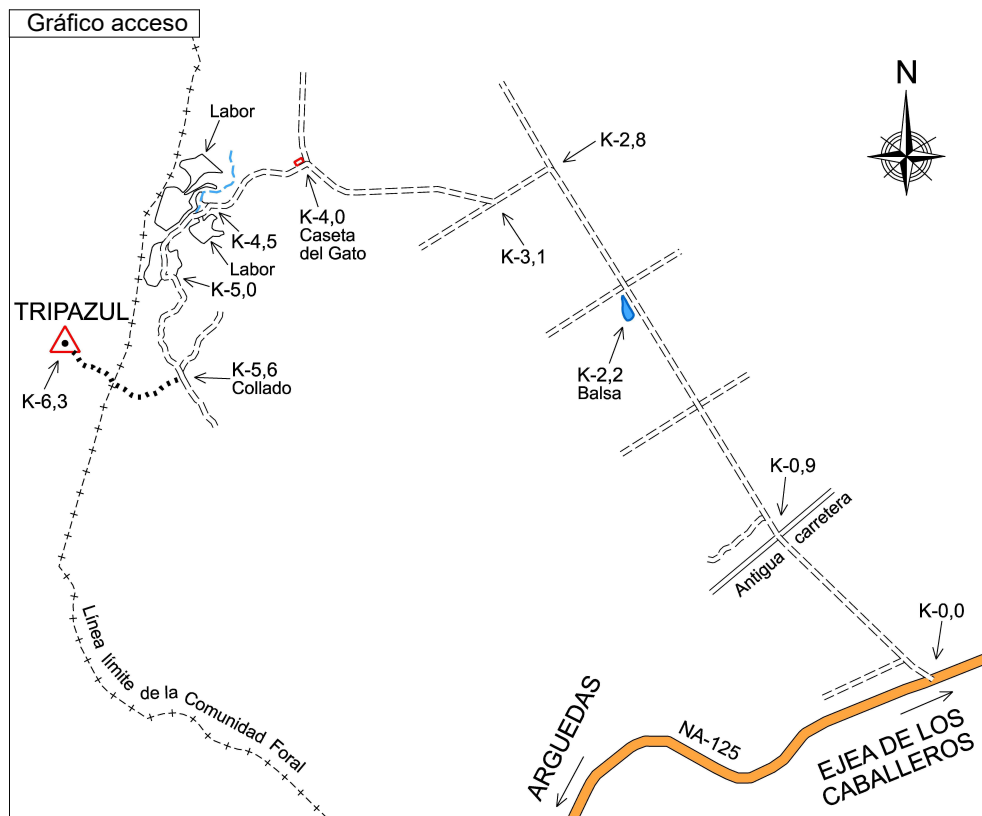 Gráfico acceso
N
Labor
K-2,8
K-4,0
Caseta
del Gato
K-4,5
K-3,1
Labor
K-5,0
TRIPAZUL
K-5,6
Collado
K-2,2
Balsa
K-6,3
K-0,9
Antigua carretera
K-0,0
Línea límite de la Comunidad Foral
ARGUEDAS
NA-125
EJEA DE LOS
CABALLEROS